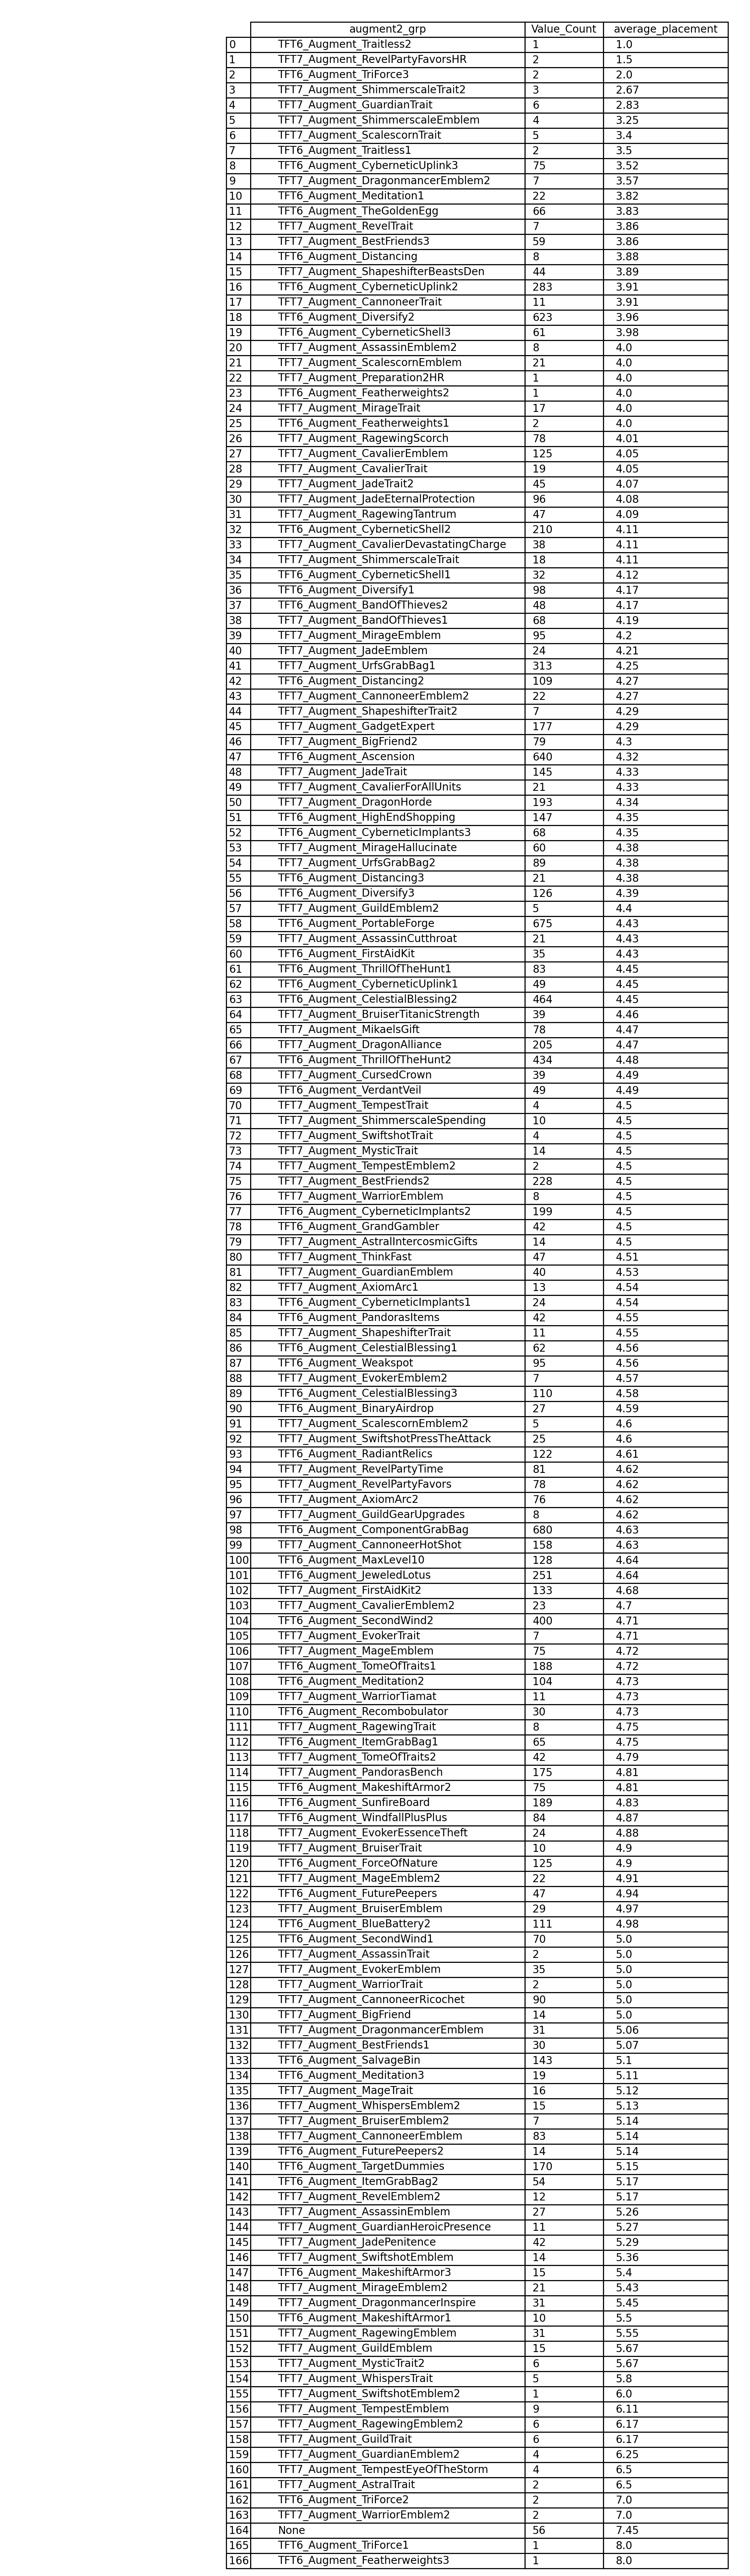 augment2_grp Value_Count average_placement
0 TFT6_Augment_Traitless2 1 1.0
1 TFT7_Augment_RevelPartyFavorsHR 2 1.5
2 TFT6_Augment_TriForce3 2 2.0
3 TFT7_Augment_ShimmerscaleTrait2 3 2.67
4 TFT7_Augment_GuardianTrait 6 2.83
5 TFT7_Augment_ShimmerscaleEmblem 4 3.25
6 TFT7_Augment_ScalescornTrait 5 3.4
7 TFT6_Augment_Traitless1 2 3.5
8 TFT6_Augment_CyberneticUplink3 75 3.52
9 TFT7_Augment_DragonmancerEmblem2 7 3.57
10 TFT6_Augment_Meditation1 22 3.82
11 TFT6_Augment_TheGoldenEgg 66 3.83
12 TFT7_Augment_RevelTrait 7 3.86
13 TFT7_Augment_BestFriends3 59 3.86
14 TFT6_Augment_Distancing 8 3.88
15 TFT7_Augment_ShapeshifterBeastsDen 44 3.89
16 TFT6_Augment_CyberneticUplink2 283 3.91
17 TFT7_Augment_CannoneerTrait 11 3.91
18 TFT6_Augment_Diversify2 623 3.96
19 TFT6_Augment_CyberneticShell3 61 3.98
20 TFT7_Augment_AssassinEmblem2 8 4.0
21 TFT7_Augment_ScalescornEmblem 21 4.0
22 TFT7_Augment_Preparation2HR 1 4.0
23 TFT6_Augment_Featherweights2 1 4.0
24 TFT7_Augment_MirageTrait 17 4.0
25 TFT6_Augment_Featherweights1 2 4.0
26 TFT7_Augment_RagewingScorch 78 4.01
27 TFT7_Augment_CavalierEmblem 125 4.05
28 TFT7_Augment_CavalierTrait 19 4.05
29 TFT7_Augment_JadeTrait2 45 4.07
30 TFT7_Augment_JadeEternalProtection 96 4.08
31 TFT7_Augment_RagewingTantrum 47 4.09
32 TFT6_Augment_CyberneticShell2 210 4.11
33 TFT7_Augment_CavalierDevastatingCharge 38 4.11
34 TFT7_Augment_ShimmerscaleTrait 18 4.11
35 TFT6_Augment_CyberneticShell1 32 4.12
36 TFT6_Augment_Diversify1 98 4.17
37 TFT6_Augment_BandOfThieves2 48 4.17
38 TFT7_Augment_BandOfThieves1 68 4.19
39 TFT7_Augment_MirageEmblem 95 4.2
40 TFT7_Augment_JadeEmblem 24 4.21
41 TFT7_Augment_UrfsGrabBag1 313 4.25
42 TFT6_Augment_Distancing2 109 4.27
43 TFT7_Augment_CannoneerEmblem2 22 4.27
44 TFT7_Augment_ShapeshifterTrait2 7 4.29
45 TFT7_Augment_GadgetExpert 177 4.29
46 TFT7_Augment_BigFriend2 79 4.3
47 TFT6_Augment_Ascension 640 4.32
48 TFT7_Augment_JadeTrait 145 4.33
49 TFT7_Augment_CavalierForAllUnits 21 4.33
50 TFT7_Augment_DragonHorde 193 4.34
51 TFT6_Augment_HighEndShopping 147 4.35
52 TFT6_Augment_CyberneticImplants3 68 4.35
53 TFT7_Augment_MirageHallucinate 60 4.38
54 TFT7_Augment_UrfsGrabBag2 89 4.38
55 TFT6_Augment_Distancing3 21 4.38
56 TFT6_Augment_Diversify3 126 4.39
57 TFT7_Augment_GuildEmblem2 5 4.4
58 TFT6_Augment_PortableForge 675 4.43
59 TFT7_Augment_AssassinCutthroat 21 4.43
60 TFT6_Augment_FirstAidKit 35 4.43
61 TFT6_Augment_ThrillOfTheHunt1 83 4.45
62 TFT6_Augment_CyberneticUplink1 49 4.45
63 TFT6_Augment_CelestialBlessing2 464 4.45
64 TFT7_Augment_BruiserTitanicStrength 39 4.46
65 TFT7_Augment_MikaelsGift 78 4.47
66 TFT7_Augment_DragonAlliance 205 4.47
67 TFT6_Augment_ThrillOfTheHunt2 434 4.48
68 TFT7_Augment_CursedCrown 39 4.49
69 TFT6_Augment_VerdantVeil 49 4.49
70 TFT7_Augment_TempestTrait 4 4.5
71 TFT7_Augment_ShimmerscaleSpending 10 4.5
72 TFT7_Augment_SwiftshotTrait 4 4.5
73 TFT7_Augment_MysticTrait 14 4.5
74 TFT7_Augment_TempestEmblem2 2 4.5
75 TFT7_Augment_BestFriends2 228 4.5
76 TFT7_Augment_WarriorEmblem 8 4.5
77 TFT6_Augment_CyberneticImplants2 199 4.5
78 TFT6_Augment_GrandGambler 42 4.5
79 TFT7_Augment_AstralIntercosmicGifts 14 4.5
80 TFT7_Augment_ThinkFast 47 4.51
81 TFT7_Augment_GuardianEmblem 40 4.53
82 TFT7_Augment_AxiomArc1 13 4.54
83 TFT6_Augment_CyberneticImplants1 24 4.54
84 TFT6_Augment_PandorasItems 42 4.55
85 TFT7_Augment_ShapeshifterTrait 11 4.55
86 TFT6_Augment_CelestialBlessing1 62 4.56
87 TFT6_Augment_Weakspot 95 4.56
88 TFT7_Augment_EvokerEmblem2 7 4.57
89 TFT6_Augment_CelestialBlessing3 110 4.58
90 TFT6_Augment_BinaryAirdrop 27 4.59
91 TFT7_Augment_ScalescornEmblem2 5 4.6
92 TFT7_Augment_SwiftshotPressTheAttack 25 4.6
93 TFT6_Augment_RadiantRelics 122 4.61
94 TFT7_Augment_RevelPartyTime 81 4.62
95 TFT7_Augment_RevelPartyFavors 78 4.62
96 TFT7_Augment_AxiomArc2 76 4.62
97 TFT7_Augment_GuildGearUpgrades 8 4.62
98 TFT6_Augment_ComponentGrabBag 680 4.63
99 TFT7_Augment_CannoneerHotShot 158 4.63
100 TFT6_Augment_MaxLevel10 128 4.64
101 TFT6_Augment_JeweledLotus 251 4.64
102 TFT7_Augment_FirstAidKit2 133 4.68
103 TFT7_Augment_CavalierEmblem2 23 4.7
104 TFT6_Augment_SecondWind2 400 4.71
105 TFT7_Augment_EvokerTrait 7 4.71
106 TFT7_Augment_MageEmblem 75 4.72
107 TFT6_Augment_TomeOfTraits1 188 4.72
108 TFT6_Augment_Meditation2 104 4.73
109 TFT7_Augment_WarriorTiamat 11 4.73
110 TFT6_Augment_Recombobulator 30 4.73
111 TFT7_Augment_RagewingTrait 8 4.75
112 TFT6_Augment_ItemGrabBag1 65 4.75
113 TFT7_Augment_TomeOfTraits2 42 4.79
114 TFT7_Augment_PandorasBench 175 4.81
115 TFT6_Augment_MakeshiftArmor2 75 4.81
116 TFT6_Augment_SunfireBoard 189 4.83
117 TFT6_Augment_WindfallPlusPlus 84 4.87
118 TFT7_Augment_EvokerEssenceTheft 24 4.88
119 TFT7_Augment_BruiserTrait 10 4.9
120 TFT6_Augment_ForceOfNature 125 4.9
121 TFT7_Augment_MageEmblem2 22 4.91
122 TFT6_Augment_FuturePeepers 47 4.94
123 TFT7_Augment_BruiserEmblem 29 4.97
124 TFT6_Augment_BlueBattery2 111 4.98
125 TFT6_Augment_SecondWind1 70 5.0
126 TFT7_Augment_AssassinTrait 2 5.0
127 TFT7_Augment_EvokerEmblem 35 5.0
128 TFT7_Augment_WarriorTrait 2 5.0
129 TFT7_Augment_CannoneerRicochet 90 5.0
130 TFT7_Augment_BigFriend 14 5.0
131 TFT7_Augment_DragonmancerEmblem 31 5.06
132 TFT7_Augment_BestFriends1 30 5.07
133 TFT6_Augment_SalvageBin 143 5.1
134 TFT6_Augment_Meditation3 19 5.11
135 TFT7_Augment_MageTrait 16 5.12
136 TFT7_Augment_WhispersEmblem2 15 5.13
137 TFT7_Augment_BruiserEmblem2 7 5.14
138 TFT7_Augment_CannoneerEmblem 83 5.14
139 TFT6_Augment_FuturePeepers2 14 5.14
140 TFT6_Augment_TargetDummies 170 5.15
141 TFT6_Augment_ItemGrabBag2 54 5.17
142 TFT7_Augment_RevelEmblem2 12 5.17
143 TFT7_Augment_AssassinEmblem 27 5.26
144 TFT7_Augment_GuardianHeroicPresence 11 5.27
145 TFT7_Augment_JadePenitence 42 5.29
146 TFT7_Augment_SwiftshotEmblem 14 5.36
147 TFT6_Augment_MakeshiftArmor3 15 5.4
148 TFT7_Augment_MirageEmblem2 21 5.43
149 TFT7_Augment_DragonmancerInspire 31 5.45
150 TFT6_Augment_MakeshiftArmor1 10 5.5
151 TFT7_Augment_RagewingEmblem 31 5.55
152 TFT7_Augment_GuildEmblem 15 5.67
153 TFT7_Augment_MysticTrait2 6 5.67
154 TFT7_Augment_WhispersTrait 5 5.8
155 TFT7_Augment_SwiftshotEmblem2 1 6.0
156 TFT7_Augment_TempestEmblem 9 6.11
157 TFT7_Augment_RagewingEmblem2 6 6.17
158 TFT7_Augment_GuildTrait 6 6.17
159 TFT7_Augment_GuardianEmblem2 4 6.25
160 TFT7_Augment_TempestEyeOfTheStorm 4 6.5
161 TFT7_Augment_AstralTrait 2 6.5
162 TFT6_Augment_TriForce2 2 7.0
163 TFT7_Augment_WarriorEmblem2 2 7.0
164 None 56 7.45
165 TFT6_Augment_TriForce1 1 8.0
166 TFT6_Augment_Featherweights3 1 8.0